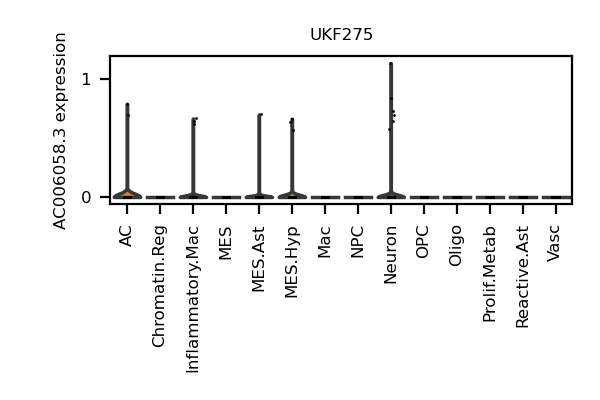 UKF275
AC006058.3 expression
1
0
AC
Chromatin.Reg
Inflammatory.Mac
MES
MES.Ast
MES.Hyp
Mac
NPC
Neuron
OPC
Oligo
Prolif.Metab
Reactive.Ast
Vasc